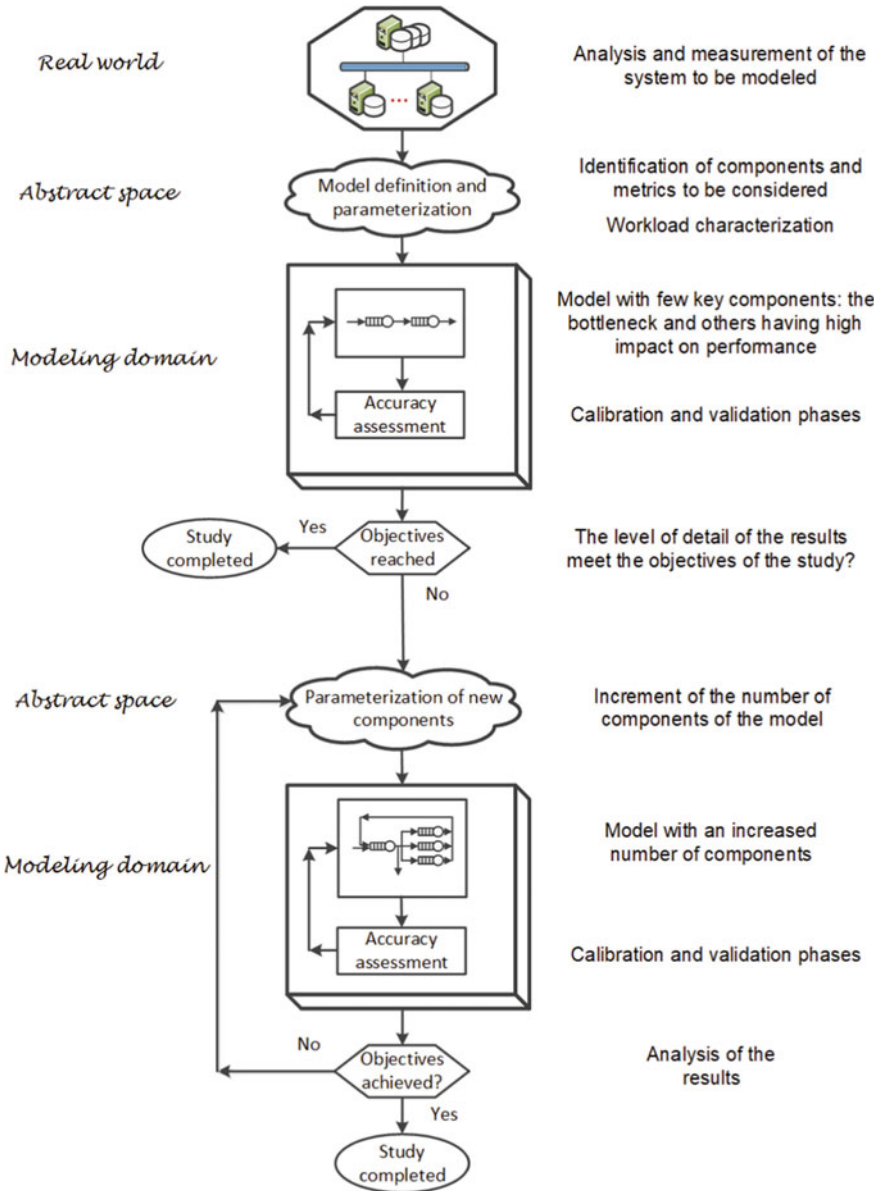 Real world
Analysis and measurement of the
system to be modeled
Abstract space
Model definition and
parameterization
Identification of components and
metrics to be considered
Workload characterization
Modeling domain
Model with few key components: the
bottleneck and others having high
impact on performance
Accuracy
assessment
Calibration and validation phases
Study
completed
Yes
Objectives
reached
No
The level of detail of the results
meet the objectives of the study?
Abstract space
Parameterization of new
components
Increment of the number of
components of the model
Modeling domain
Model with an increased
number of components
Accuracy
assessment
Calibration and validation phases
No
Objectives
achieved?
Yes
Analysis of the
results
Study
completed